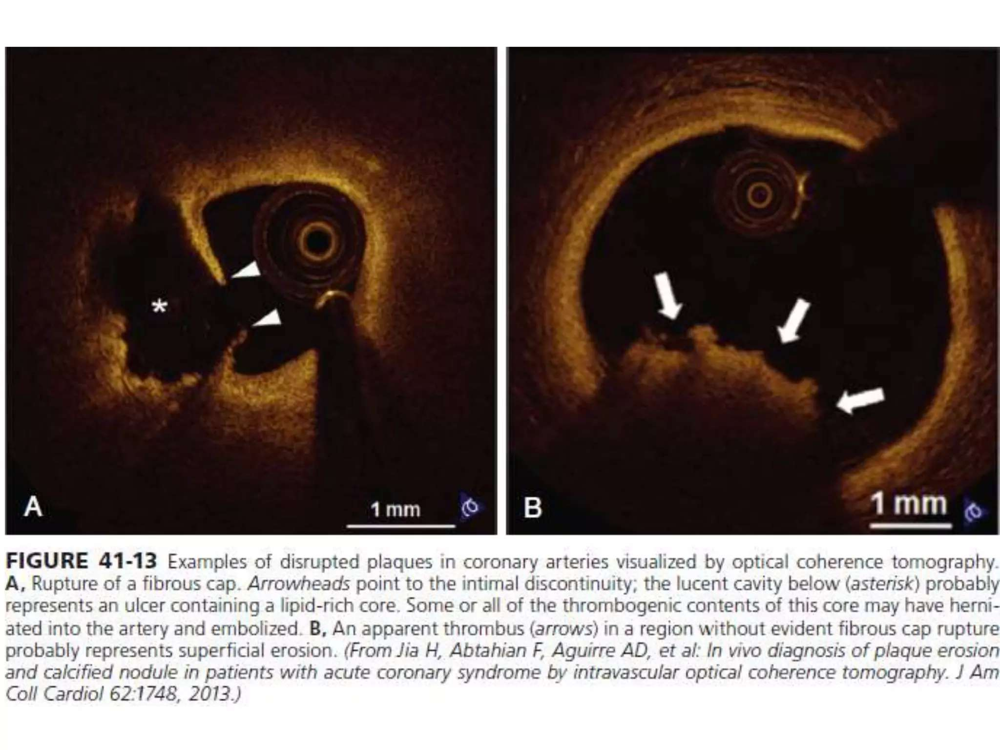 *
A
1 mm
B
1 mm
FIGURE 41-13 Examples of disrupted plaques in coronary arteries visualized by optical coherence tomography.
A, Rupture of a fibrous cap. Arrowheads point to the intimal discontinuity; the lucent cavity below (asterisk) probably
represents an ulcer containing a lipid-rich core. Some or all of the thrombogenic contents of this core may have herni-
ated into the artery and embolized. B, An apparent thrombus (arrows) in a region without evident fibrous cap rupture
probably represents superficial erosion. (From Jia H, Abtahian F, Aguirre AD, et al: In vivo diagnosis of plaque erosion
and calcified nodule in patients with acute coronary syndrome by intravascular optical coherence tomography. J Am
Coll Cardiol 62:1748, 2013.)